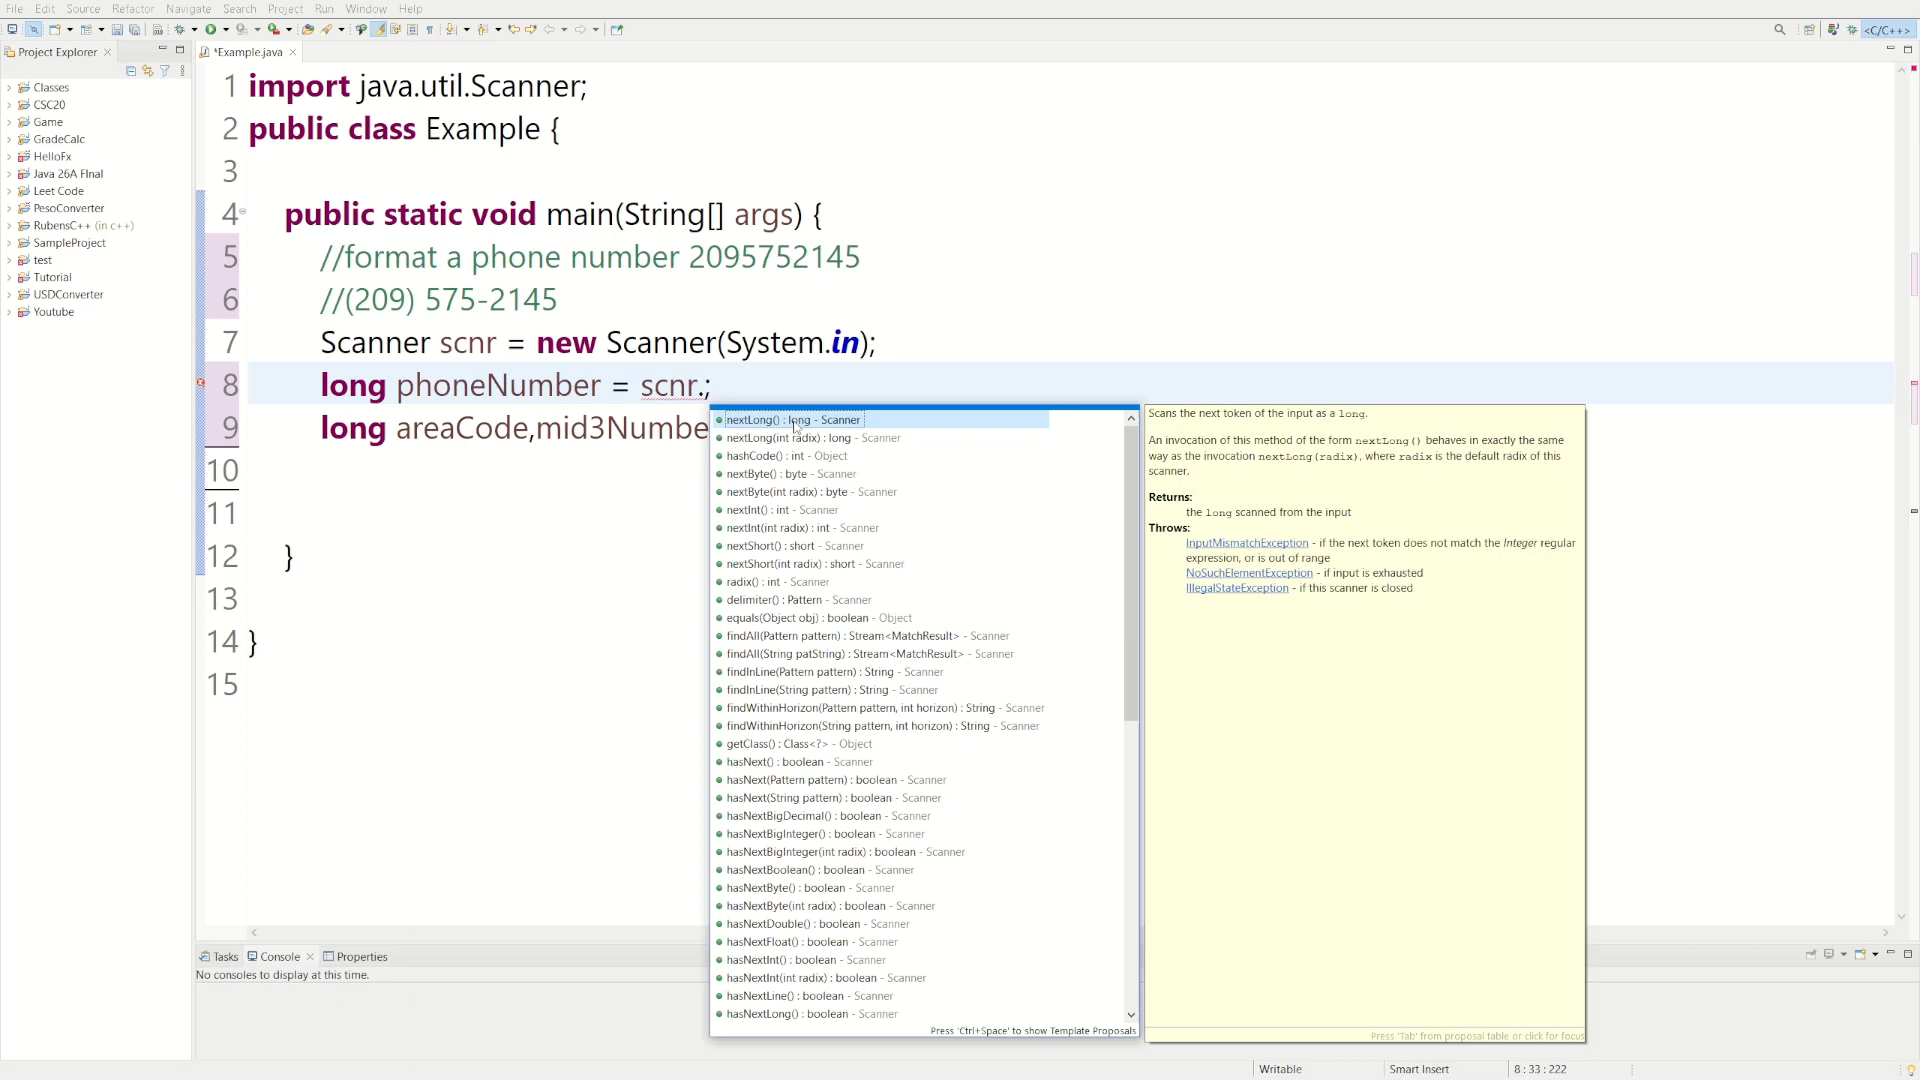 File Edit Source Refactor Navigate Search Project Run Window Help
<C/C++>
Project Explorer
*Example.java
Classes
CSC20
Game
GradeCalc
HelloFx
Java 26A FInal
Leet Code
PesoConverter
RubensC++ (in c++)
SampleProject
test
Tutorial
USDConverter
Youtube
1 import java.util.Scanner;
2 public class Example {
3
4 public static void main(String[] args) {
5 //format a phone number 2095752145
6 //(209) 575-2145
7 Scanner scnr = new Scanner(System.in);
8 long phoneNumber = scnr.;
9 long areaCode,mid3Numbe
10
11
12 }
13
14 }
15
nextLong() : long - Scanner
nextLong(int radix) : long - Scanner
hashCode() : int - Object
nextByte() : byte - Scanner
nextByte(int radix) : byte - Scanner
nextInt() : int - Scanner
nextInt(int radix) : int - Scanner
nextShort() : short - Scanner
nextShort(int radix) : short - Scanner
radix() : int - Scanner
delimiter() : Pattern - Scanner
equals(Object obj) : boolean - Object
findAll(Pattern pattern) : Stream<MatchResult> - Scanner
findAll(String patString) : Stream<MatchResult> - Scanner
findInLine(Pattern pattern) : String - Scanner
findInLine(String pattern) : String - Scanner
findWithinHorizon(Pattern pattern, int horizon) : String - Scanner
findWithinHorizon(String pattern, int horizon) : String - Scanner
getClass() : Class<?> - Object
hasNext() : boolean - Scanner
hasNext(Pattern pattern) : boolean - Scanner
hasNext(String pattern) : boolean - Scanner
hasNextBigDecimal() : boolean - Scanner
hasNextBigInteger() : boolean - Scanner
hasNextBigInteger(int radix) : boolean - Scanner
hasNextBoolean() : boolean - Scanner
hasNextByte() : boolean - Scanner
hasNextByte(int radix) : boolean - Scanner
hasNextDouble() : boolean - Scanner
hasNextFloat() : boolean - Scanner
hasNextInt() : boolean - Scanner
hasNextInt(int radix) : boolean - Scanner
hasNextLine() : boolean - Scanner
hasNextLong() : boolean - Scanner
Press 'Ctrl+Space' to show Template Proposals
Scans the next token of the input as a long.
An invocation of this method of the form nextLong() behaves in exactly the same
way as the invocation nextLong(radix), where radix is the default radix of this
scanner.
Returns:
the long scanned from the input
Throws:
InputMismatchException - if the next token does not match the Integer regular
expression, or is out of range
NoSuchElementException - if input is exhausted
IllegalStateException - if this scanner is closed
Press 'Tab' from proposal table or click for focus
Tasks Console Properties
No consoles to display at this time.
Writable Smart Insert 8 : 33 : 222